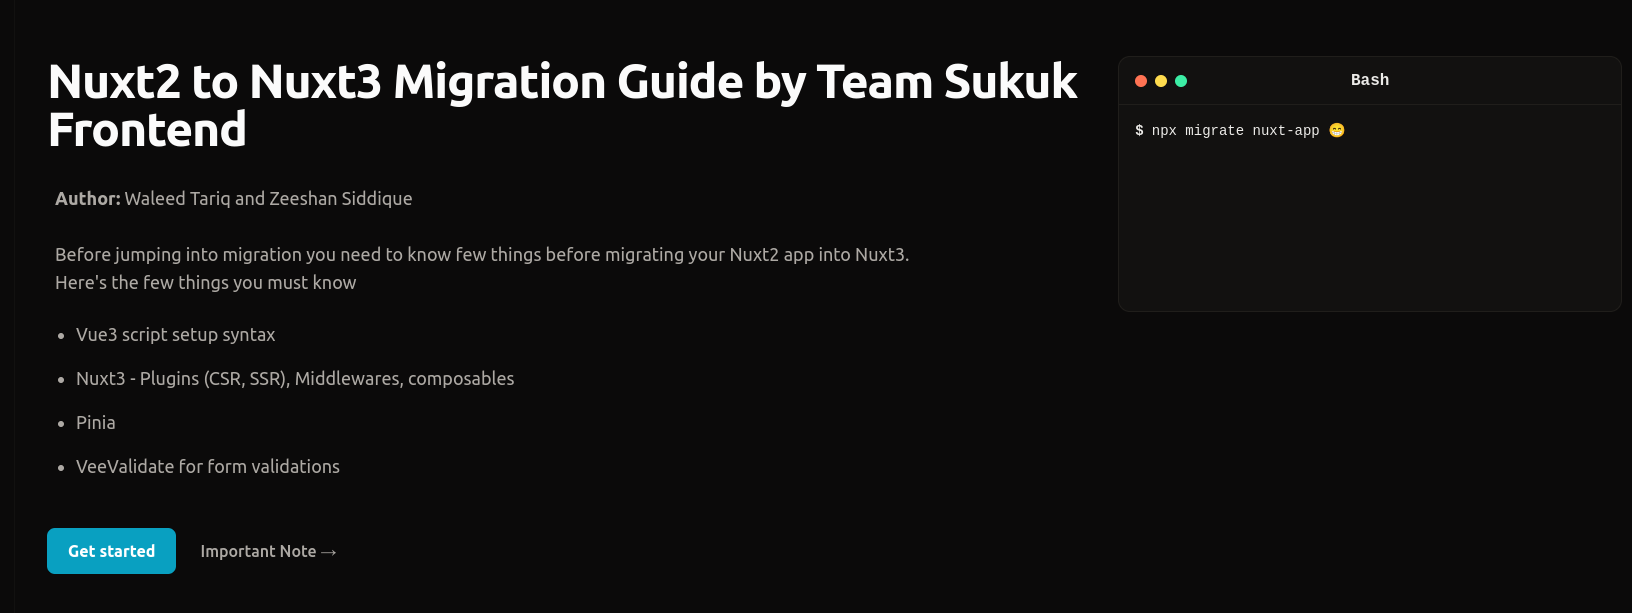 Nuxt2 to Nuxt3 Migration Guide by Team Sukuk
Frontend
Author: Waleed Tariq and Zeeshan Siddique
Before jumping into migration you need to know few things before migrating your Nuxt2 app into Nuxt3.
Here's the few things you must know
• Vue3 script setup syntax
• Nuxt3 - Plugins (CSR, SSR), Middlewares, composables
• Pinia
• VeeValidate for form validations
Get started
Important Note →
Bash
$ npx migrate nuxt-app 😁